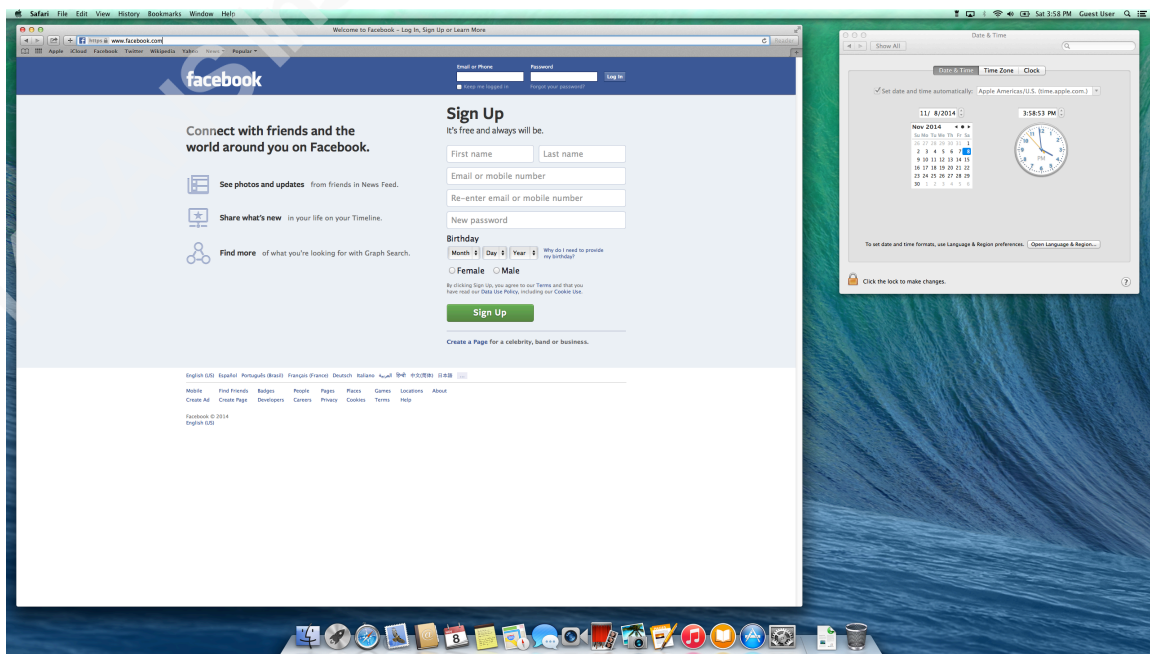 Safari File Edit View History Bookmarks Window Help
Sat 3:58 PM Guest User
Welcome to Facebook - Log In, Sign Up or Learn More
https www.facebook.com
Reader
Apple iCloud Facebook Twitter Wikipedia Yahoo News Popular
facebook
Email or Phone Password
Log In
Keep me logged in Forgot your password?
Connect with friends and the
world around you on Facebook.
See photos and updates from friends in News Feed.
Share what's new in your life on your Timeline.
Find more of what you're looking for with Graph Search.
Sign Up
It's free and always will be.
First name Last name
Email or mobile number
Re-enter email or mobile number
New password
Birthday
Month Day Year
Why do I need to provide
my birthday?
Female Male
By clicking Sign Up, you agree to our Terms and that you
have read our Data Use Policy, including our Cookie Use.
Sign Up
Create a Page for a celebrity, band or business.
English (US) Español Português (Brasil) Français (France) Deutsch Italiano العربية हिन्दी 中文(简体) 日本語 ...
Mobile Find Friends Badges People Pages Places Games Locations About
Create Ad Create Page Developers Careers Privacy Cookies Terms Help
Facebook © 2014
English (US)
Date & Time
Show All
Date & Time Time Zone Clock
Set date and time automatically: Apple Americas/U.S. (time.apple.com.)
11/ 8/2014 3:58:53 PM
Nov 2014
Su Mo Tu We Th Fr Sa
26 27 28 29 30 31 1
2 3 4 5 6 7 8
9 10 11 12 13 14 15
16 17 18 19 20 21 22
23 24 25 26 27 28 29
30 1 2 3 4 5 6
PM
To set date and time formats, use Language & Region preferences. Open Language & Region...
Click the lock to make changes.
?
8